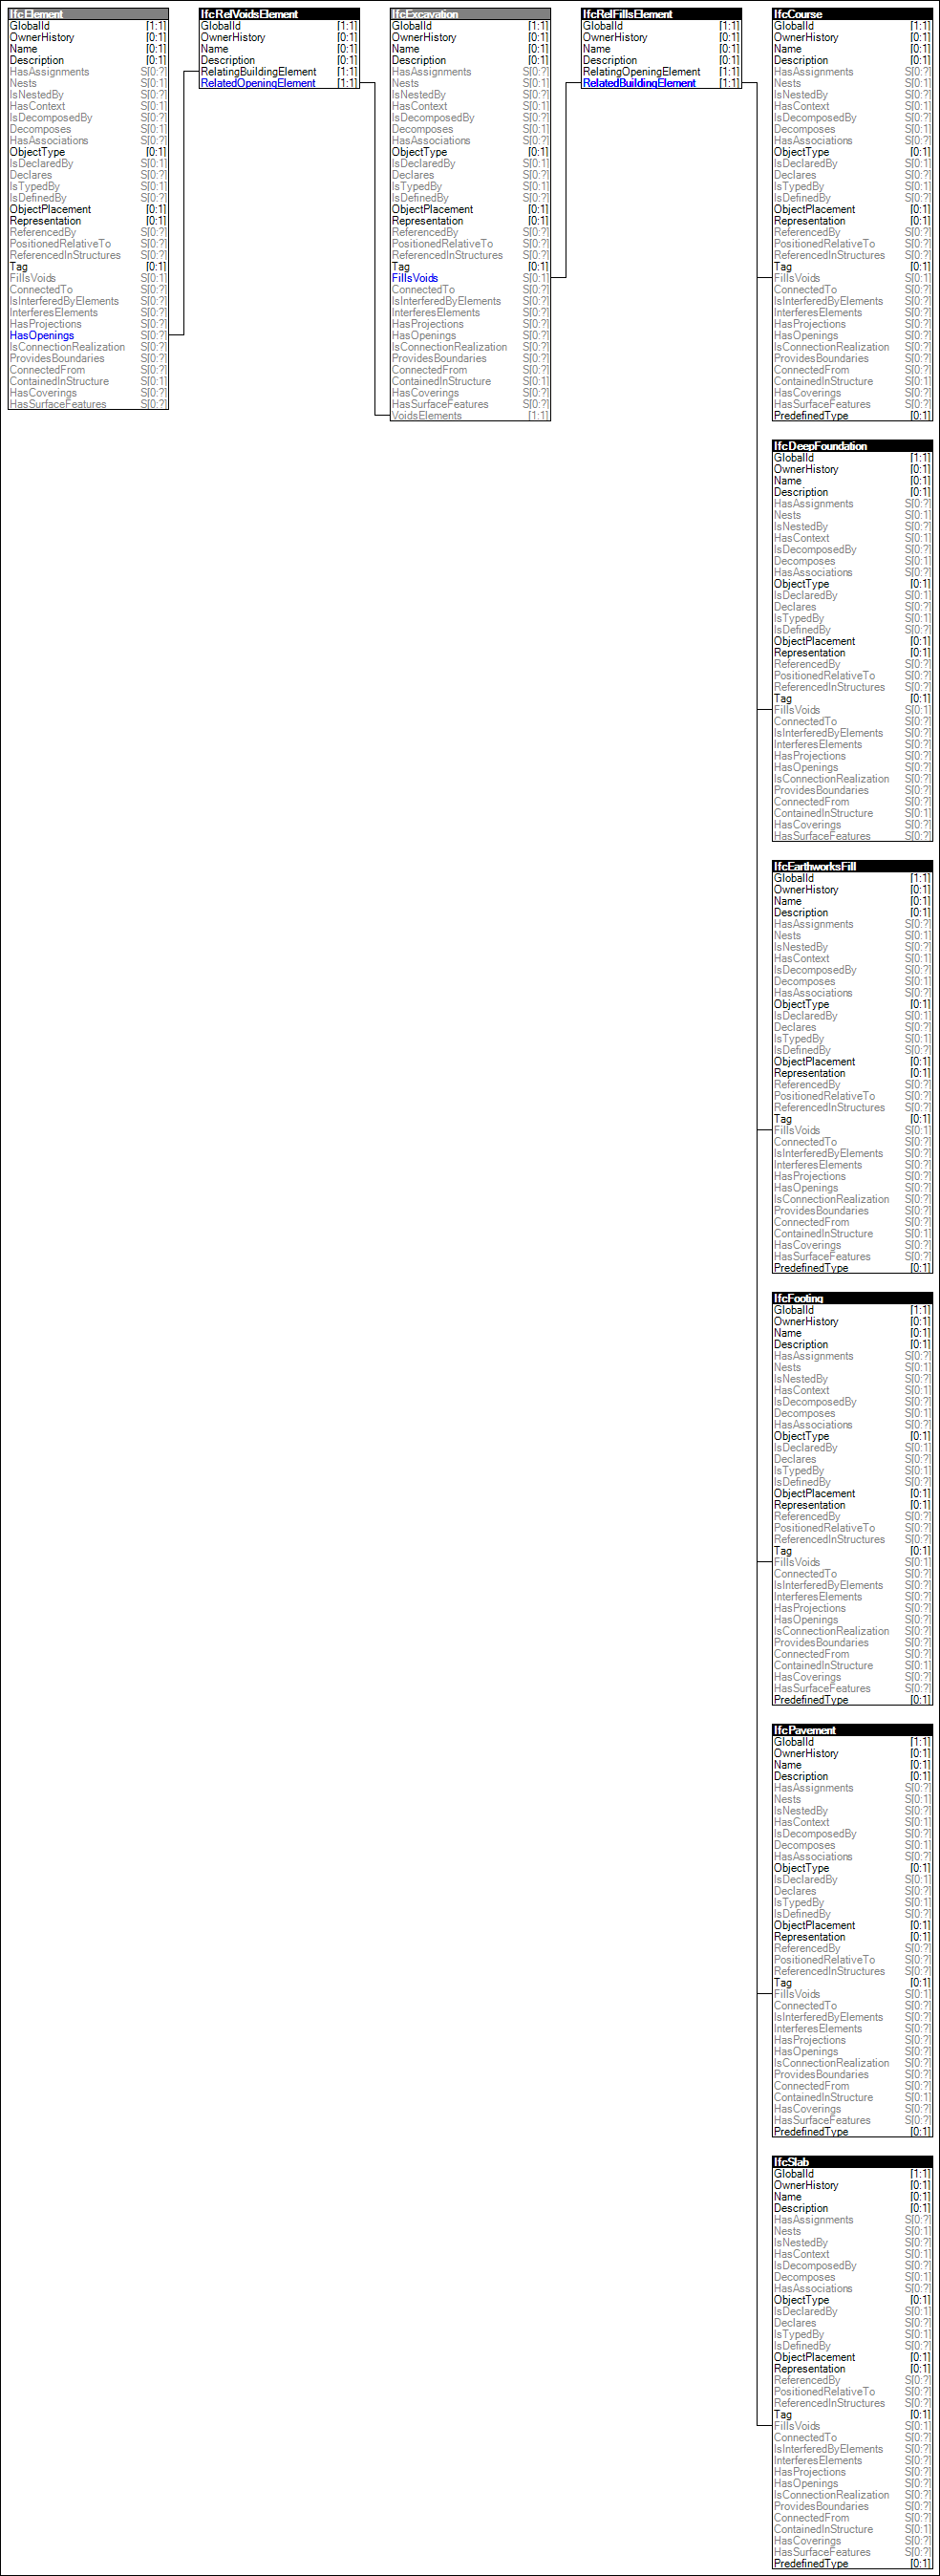 IfcElement
GlobalId [1:1]
OwnerHistory [0:1]
Name [0:1]
Description [0:1]
HasAssignments S[0:?]
Nests S[0:1]
IsNestedBy S[0:?]
HasContext S[0:1]
IsDecomposedBy S[0:?]
Decomposes S[0:1]
HasAssociations S[0:?]
ObjectType [0:1]
IsDeclaredBy S[0:1]
Declares S[0:?]
IsTypedBy S[0:1]
IsDefinedBy S[0:?]
ObjectPlacement [0:1]
Representation [0:1]
ReferencedBy S[0:?]
PositionedRelativeTo S[0:?]
ReferencedInStructures S[0:?]
Tag [0:1]
FillsVoids S[0:1]
ConnectedTo S[0:?]
IsInterferedByElements S[0:?]
InterferesElements S[0:?]
HasProjections S[0:?]
HasOpenings S[0:?]
IsConnectionRealization S[0:?]
ProvidesBoundaries S[0:?]
ConnectedFrom S[0:?]
ContainedInStructure S[0:1]
HasCoverings S[0:?]
HasSurfaceFeatures S[0:?]
IfcRelVoidsElement
GlobalId [1:1]
OwnerHistory [0:1]
Name [0:1]
Description [0:1]
RelatingBuildingElement [1:1]
RelatedOpeningElement [1:1]
IfcExcavation
GlobalId [1:1]
OwnerHistory [0:1]
Name [0:1]
Description [0:1]
HasAssignments S[0:?]
Nests S[0:1]
IsNestedBy S[0:?]
HasContext S[0:1]
IsDecomposedBy S[0:?]
Decomposes S[0:1]
HasAssociations S[0:?]
ObjectType [0:1]
IsDeclaredBy S[0:1]
Declares S[0:?]
IsTypedBy S[0:1]
IsDefinedBy S[0:?]
ObjectPlacement [0:1]
Representation [0:1]
ReferencedBy S[0:?]
PositionedRelativeTo S[0:?]
ReferencedInStructures S[0:?]
Tag [0:1]
FillsVoids S[0:1]
ConnectedTo S[0:?]
IsInterferedByElements S[0:?]
InterferesElements S[0:?]
HasProjections S[0:?]
HasOpenings S[0:?]
IsConnectionRealization S[0:?]
ProvidesBoundaries S[0:?]
ConnectedFrom S[0:?]
ContainedInStructure S[0:1]
HasCoverings S[0:?]
HasSurfaceFeatures S[0:?]
VoidsElements [1:1]
IfcRelFillsElement
GlobalId [1:1]
OwnerHistory [0:1]
Name [0:1]
Description [0:1]
RelatingOpeningElement [1:1]
RelatedBuildingElement [1:1]
IfcCourse
GlobalId [1:1]
OwnerHistory [0:1]
Name [0:1]
Description [0:1]
HasAssignments S[0:?]
Nests S[0:1]
IsNestedBy S[0:?]
HasContext S[0:1]
IsDecomposedBy S[0:?]
Decomposes S[0:1]
HasAssociations S[0:?]
ObjectType [0:1]
IsDeclaredBy S[0:1]
Declares S[0:?]
IsTypedBy S[0:1]
IsDefinedBy S[0:?]
ObjectPlacement [0:1]
Representation [0:1]
ReferencedBy S[0:?]
PositionedRelativeTo S[0:?]
ReferencedInStructures S[0:?]
Tag [0:1]
FillsVoids S[0:1]
ConnectedTo S[0:?]
IsInterferedByElements S[0:?]
InterferesElements S[0:?]
HasProjections S[0:?]
HasOpenings S[0:?]
IsConnectionRealization S[0:?]
ProvidesBoundaries S[0:?]
ConnectedFrom S[0:?]
ContainedInStructure S[0:1]
HasCoverings S[0:?]
HasSurfaceFeatures S[0:?]
PredefinedType [0:1]
IfcDeepFoundation
GlobalId [1:1]
OwnerHistory [0:1]
Name [0:1]
Description [0:1]
HasAssignments S[0:?]
Nests S[0:1]
IsNestedBy S[0:?]
HasContext S[0:1]
IsDecomposedBy S[0:?]
Decomposes S[0:1]
HasAssociations S[0:?]
ObjectType [0:1]
IsDeclaredBy S[0:1]
Declares S[0:?]
IsTypedBy S[0:1]
IsDefinedBy S[0:?]
ObjectPlacement [0:1]
Representation [0:1]
ReferencedBy S[0:?]
PositionedRelativeTo S[0:?]
ReferencedInStructures S[0:?]
Tag [0:1]
FillsVoids S[0:1]
ConnectedTo S[0:?]
IsInterferedByElements S[0:?]
InterferesElements S[0:?]
HasProjections S[0:?]
HasOpenings S[0:?]
IsConnectionRealization S[0:?]
ProvidesBoundaries S[0:?]
ConnectedFrom S[0:?]
ContainedInStructure S[0:1]
HasCoverings S[0:?]
HasSurfaceFeatures S[0:?]
IfcEarthworksFill
GlobalId [1:1]
OwnerHistory [0:1]
Name [0:1]
Description [0:1]
HasAssignments S[0:?]
Nests S[0:1]
IsNestedBy S[0:?]
HasContext S[0:1]
IsDecomposedBy S[0:?]
Decomposes S[0:1]
HasAssociations S[0:?]
ObjectType [0:1]
IsDeclaredBy S[0:1]
Declares S[0:?]
IsTypedBy S[0:1]
IsDefinedBy S[0:?]
ObjectPlacement [0:1]
Representation [0:1]
ReferencedBy S[0:?]
PositionedRelativeTo S[0:?]
ReferencedInStructures S[0:?]
Tag [0:1]
FillsVoids S[0:1]
ConnectedTo S[0:?]
IsInterferedByElements S[0:?]
InterferesElements S[0:?]
HasProjections S[0:?]
HasOpenings S[0:?]
IsConnectionRealization S[0:?]
ProvidesBoundaries S[0:?]
ConnectedFrom S[0:?]
ContainedInStructure S[0:1]
HasCoverings S[0:?]
HasSurfaceFeatures S[0:?]
PredefinedType [0:1]
IfcFooting
GlobalId [1:1]
OwnerHistory [0:1]
Name [0:1]
Description [0:1]
HasAssignments S[0:?]
Nests S[0:1]
IsNestedBy S[0:?]
HasContext S[0:1]
IsDecomposedBy S[0:?]
Decomposes S[0:1]
HasAssociations S[0:?]
ObjectType [0:1]
IsDeclaredBy S[0:1]
Declares S[0:?]
IsTypedBy S[0:1]
IsDefinedBy S[0:?]
ObjectPlacement [0:1]
Representation [0:1]
ReferencedBy S[0:?]
PositionedRelativeTo S[0:?]
ReferencedInStructures S[0:?]
Tag [0:1]
FillsVoids S[0:1]
ConnectedTo S[0:?]
IsInterferedByElements S[0:?]
InterferesElements S[0:?]
HasProjections S[0:?]
HasOpenings S[0:?]
IsConnectionRealization S[0:?]
ProvidesBoundaries S[0:?]
ConnectedFrom S[0:?]
ContainedInStructure S[0:1]
HasCoverings S[0:?]
HasSurfaceFeatures S[0:?]
PredefinedType [0:1]
IfcPavement
GlobalId [1:1]
OwnerHistory [0:1]
Name [0:1]
Description [0:1]
HasAssignments S[0:?]
Nests S[0:1]
IsNestedBy S[0:?]
HasContext S[0:1]
IsDecomposedBy S[0:?]
Decomposes S[0:1]
HasAssociations S[0:?]
ObjectType [0:1]
IsDeclaredBy S[0:1]
Declares S[0:?]
IsTypedBy S[0:1]
IsDefinedBy S[0:?]
ObjectPlacement [0:1]
Representation [0:1]
ReferencedBy S[0:?]
PositionedRelativeTo S[0:?]
ReferencedInStructures S[0:?]
Tag [0:1]
FillsVoids S[0:1]
ConnectedTo S[0:?]
IsInterferedByElements S[0:?]
InterferesElements S[0:?]
HasProjections S[0:?]
HasOpenings S[0:?]
IsConnectionRealization S[0:?]
ProvidesBoundaries S[0:?]
ConnectedFrom S[0:?]
ContainedInStructure S[0:1]
HasCoverings S[0:?]
HasSurfaceFeatures S[0:?]
PredefinedType [0:1]
IfcSlab
GlobalId [1:1]
OwnerHistory [0:1]
Name [0:1]
Description [0:1]
HasAssignments S[0:?]
Nests S[0:1]
IsNestedBy S[0:?]
HasContext S[0:1]
IsDecomposedBy S[0:?]
Decomposes S[0:1]
HasAssociations S[0:?]
ObjectType [0:1]
IsDeclaredBy S[0:1]
Declares S[0:?]
IsTypedBy S[0:1]
IsDefinedBy S[0:?]
ObjectPlacement [0:1]
Representation [0:1]
ReferencedBy S[0:?]
PositionedRelativeTo S[0:?]
ReferencedInStructures S[0:?]
Tag [0:1]
FillsVoids S[0:1]
ConnectedTo S[0:?]
IsInterferedByElements S[0:?]
InterferesElements S[0:?]
HasProjections S[0:?]
HasOpenings S[0:?]
IsConnectionRealization S[0:?]
ProvidesBoundaries S[0:?]
ConnectedFrom S[0:?]
ContainedInStructure S[0:1]
HasCoverings S[0:?]
HasSurfaceFeatures S[0:?]
PredefinedType [0:1]